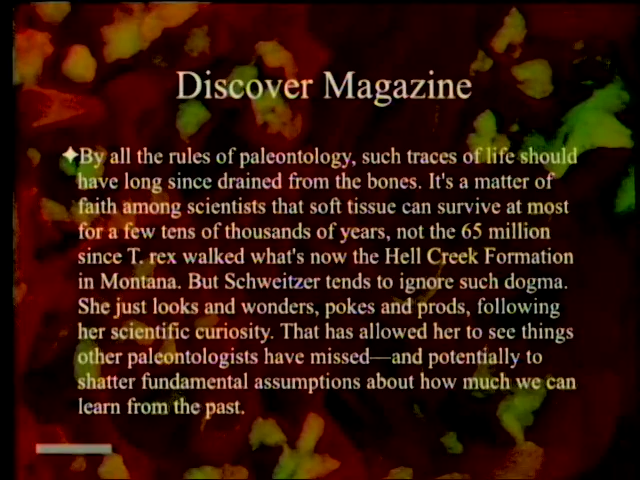 Discover Magazine
By all the rules of paleontology, such traces of life should
have long since drained from the bones. It's a matter of
faith among scientists that soft tissue can survive at most
for a few tens of thousands of years, not the 65 million
since T. rex walked what's now the Hell Creek Formation
in Montana. But Schweitzer tends to ignore such dogma.
She just looks and wonders, pokes and prods, following
her scientific curiosity. That has allowed her to see things
other paleontologists have missed—and potentially to
shatter fundamental assumptions about how much we can
learn from the past.